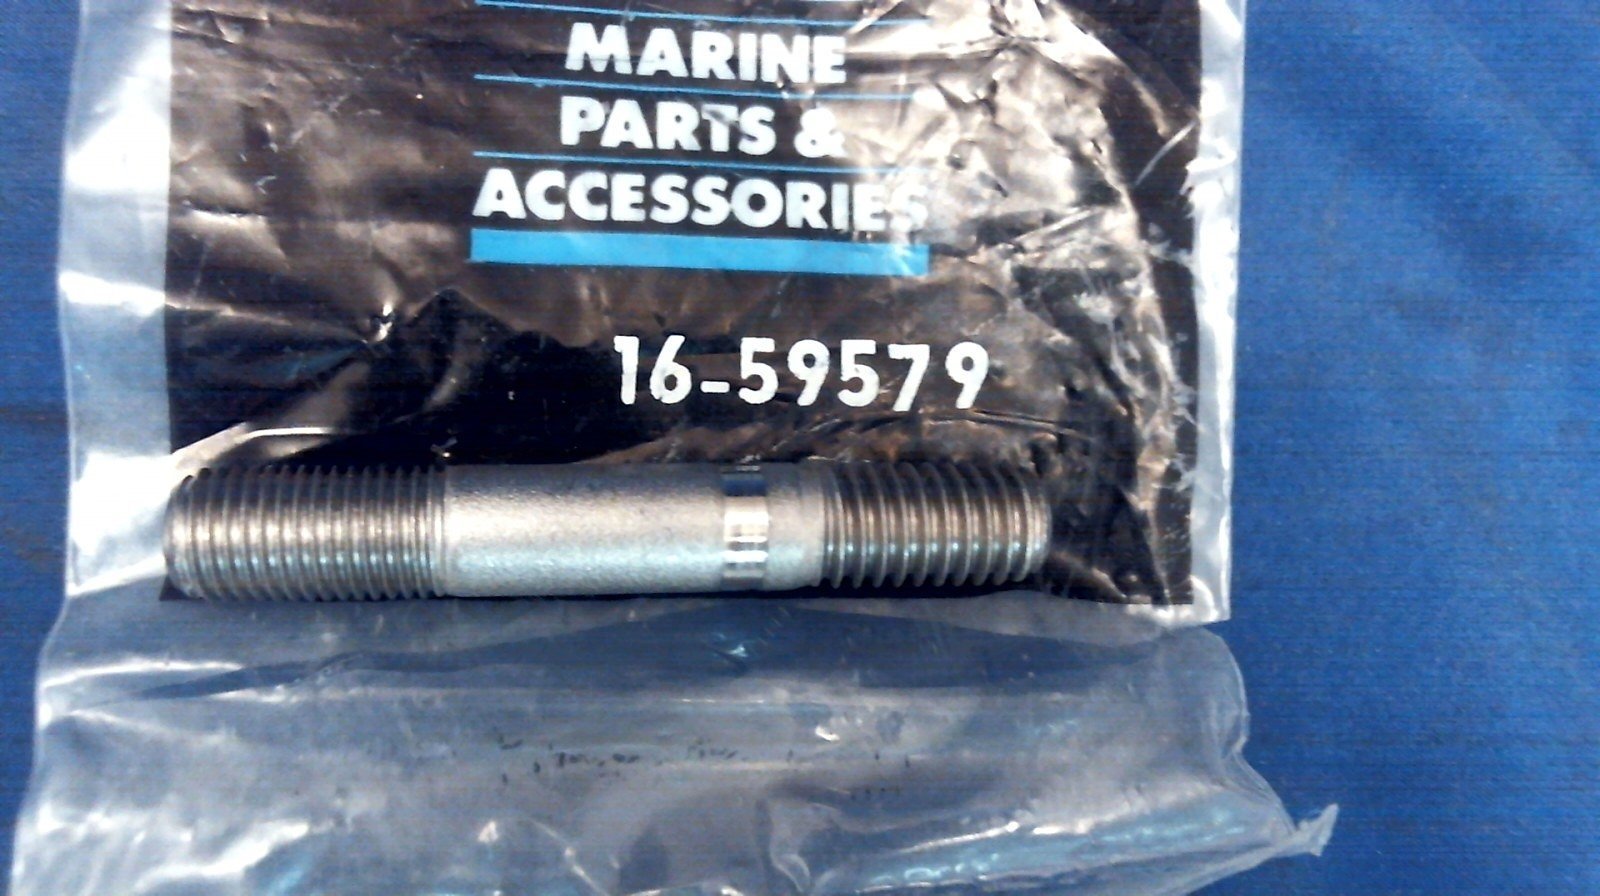 MARINE
PARTS &
ACCESSORIES
16-59579